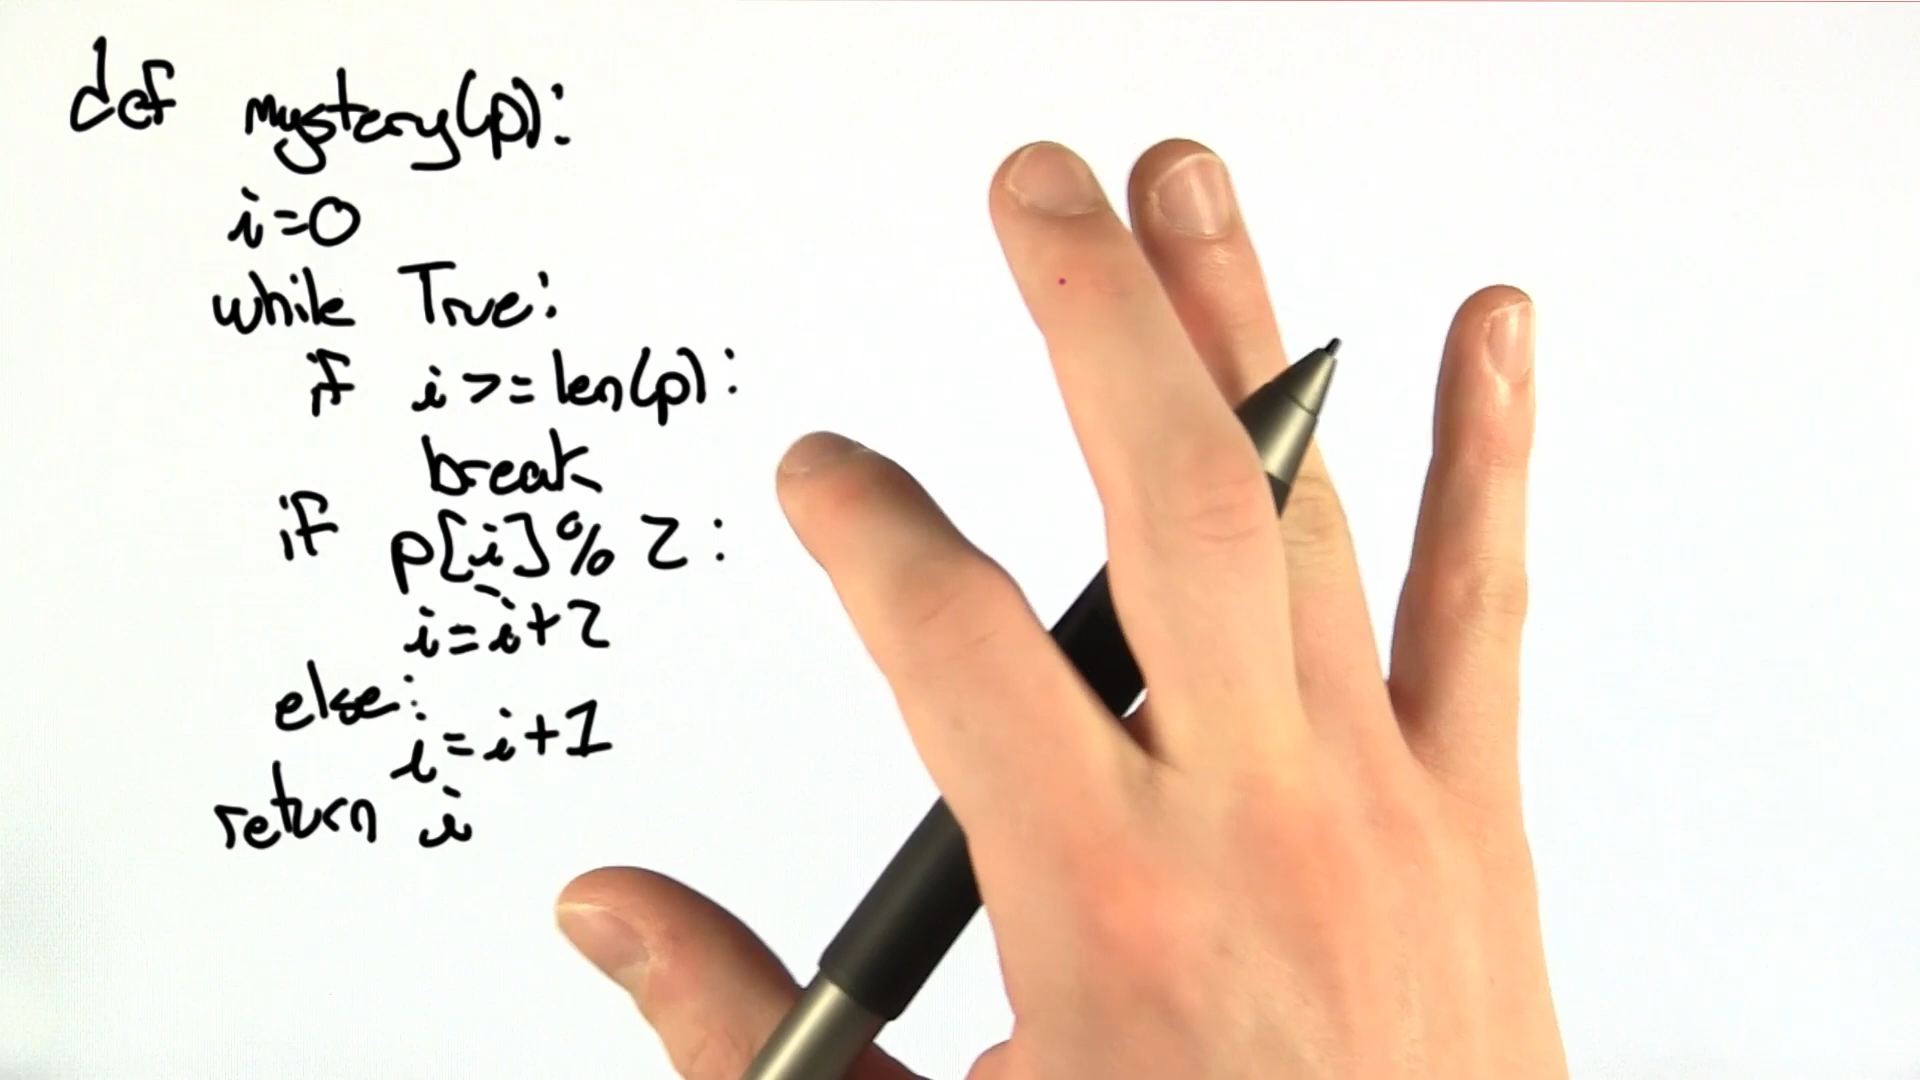 def mystery(p):
i=0
while True:
if i >= len(p):
break
if p[i] % 2:
i = i + 2
else:
i = i + 1
return i